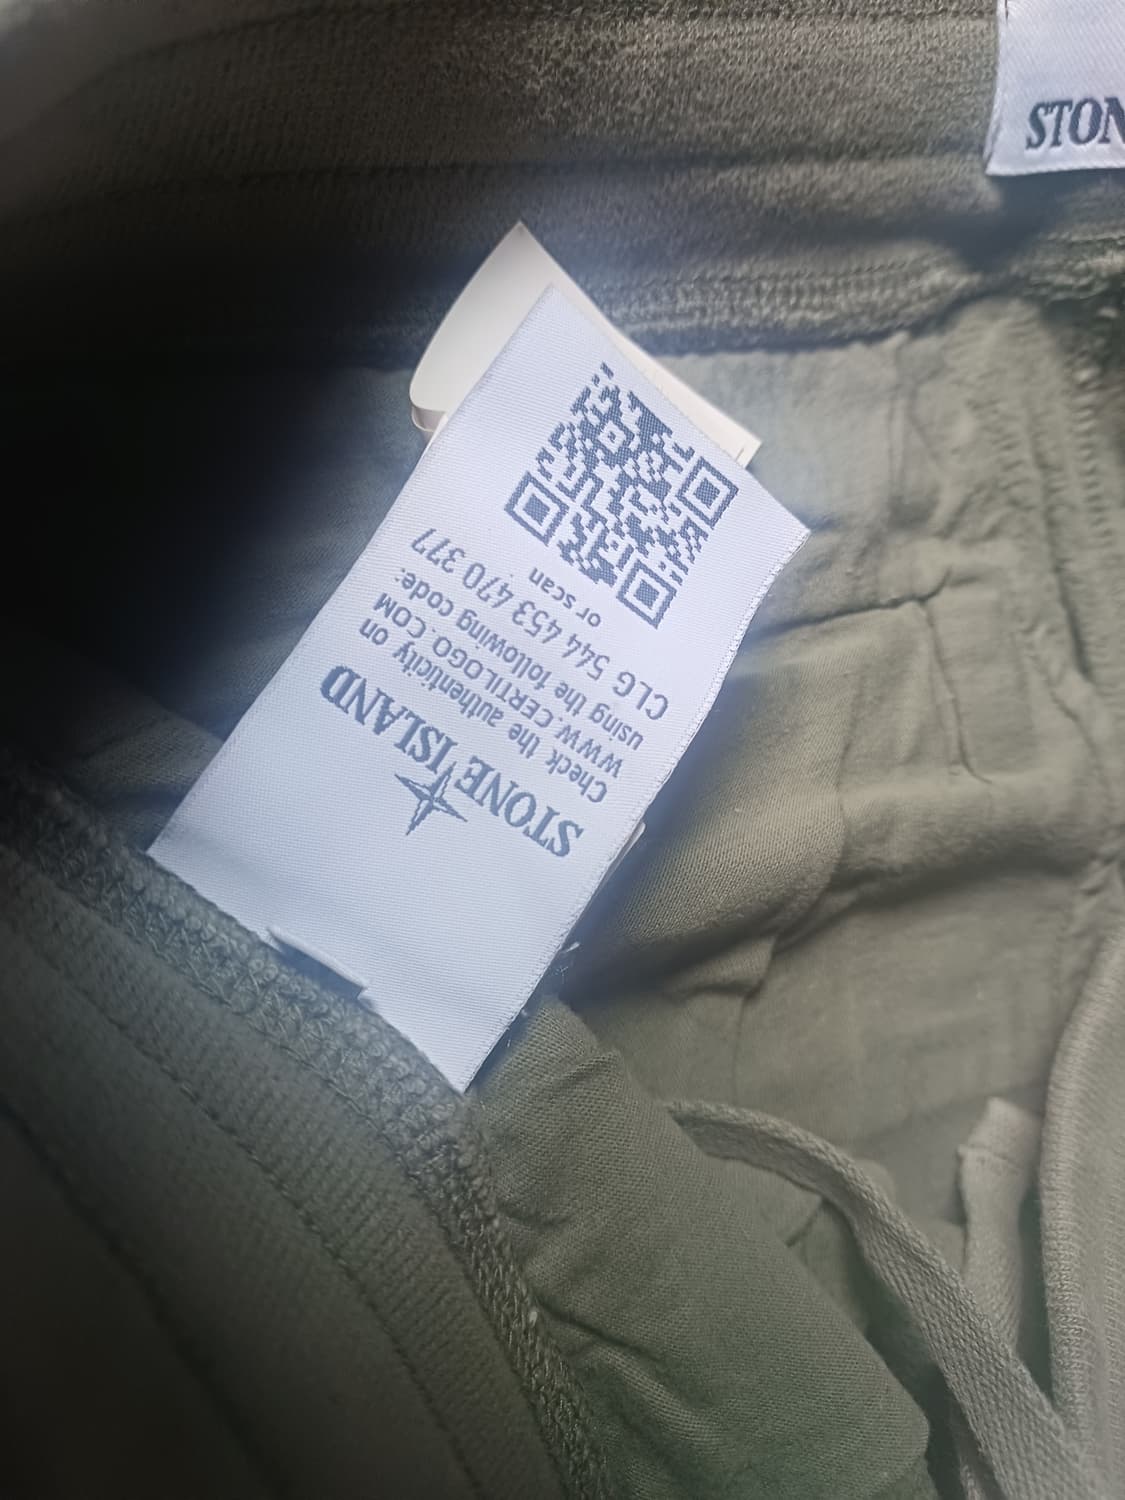 STON
STONE ISLAND
Check the authenticity on
WWW.CERTILOGO.COM
using the following code:
CLG 544 453 470 377
or scan